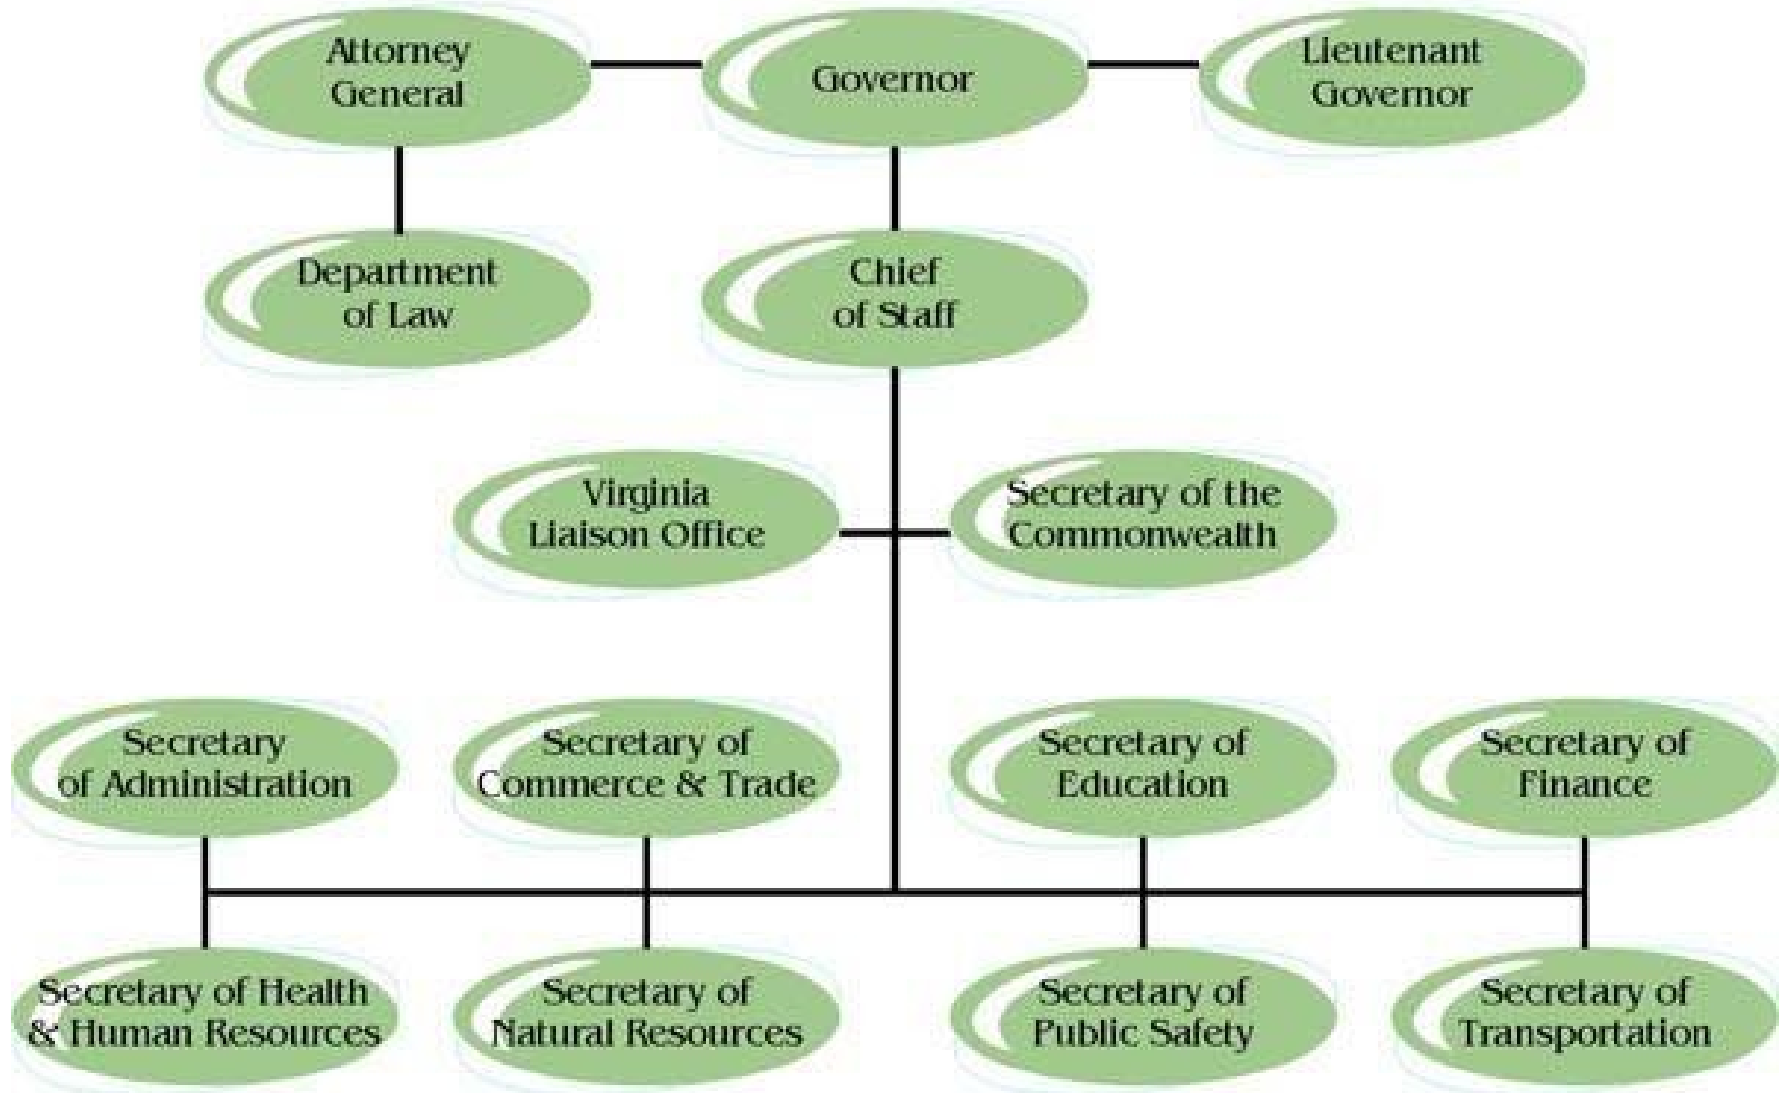 Attorney
General
Governor
Lieutenant
Governor
Department
of Law
Chief
of Staff
Virginia
Liaison Office
Secretary of the
Commonwealth
Secretary
of Administration
Secretary of
Commerce & Trade
Secretary of
Education
Secretary of
Finance
Secretary of Health
& Human Resources
Secretary of
Natural Resources
Secretary of
Public Safety
Secretary of
Transportation